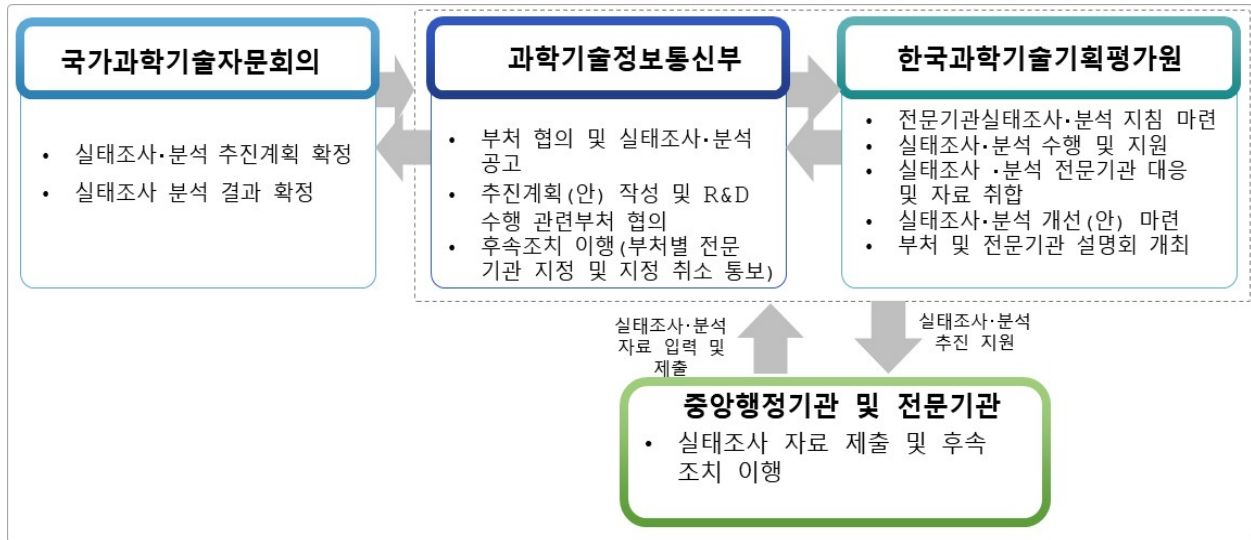 국가과학기술자문회의
• 실태조사·분석 추진계획 확정
• 실태조사 분석 결과 확정
과학기술정보통신부
• 부처 협의 및 실태조사·분석
공고
• 추진계획(안) 작성 및 R&D
수행 관련부처 협의
• 후속조치 이행(부처별 전문
기관 지정 및 지정 취소 통보)
한국과학기술기획평가원
• 전문기관실태조사·분석 지침 마련
• 실태조사·분석 수행 및 지원
• 실태조사 ·분석 전문기관 대응
및 자료 취합
• 실태조사·분석 개선(안) 마련
• 부처 및 전문기관 설명회 개최
실태조사·분석
자료 입력 및
제출
실태조사·분석
추진 지원
중앙행정기관 및 전문기관
• 실태조사 자료 제출 및 후속
조치 이행